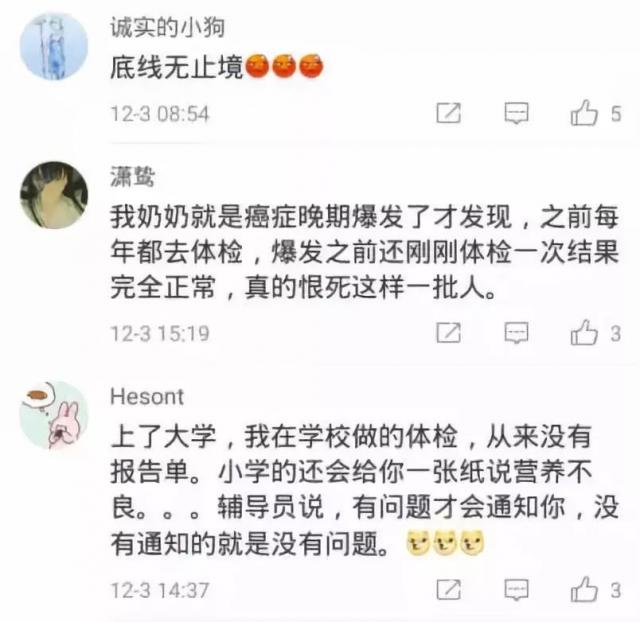 诚实的小狗
底线无止境
12-3 08:54
5
潇鸷
我奶奶就是癌症晚期爆发了才发现，之前每
年都去体检，爆发之前还刚刚体检一次结果
完全正常，真的恨死这样一批人。
12-3 15:19
3
Hesont
上了大学，我在学校做的体检，从来没有
报告单。小学的还会给你一张纸说营养不
良。。。辅导员说，有问题才会通知你，没
有通知的就是没有问题。
12-3 14:37
3